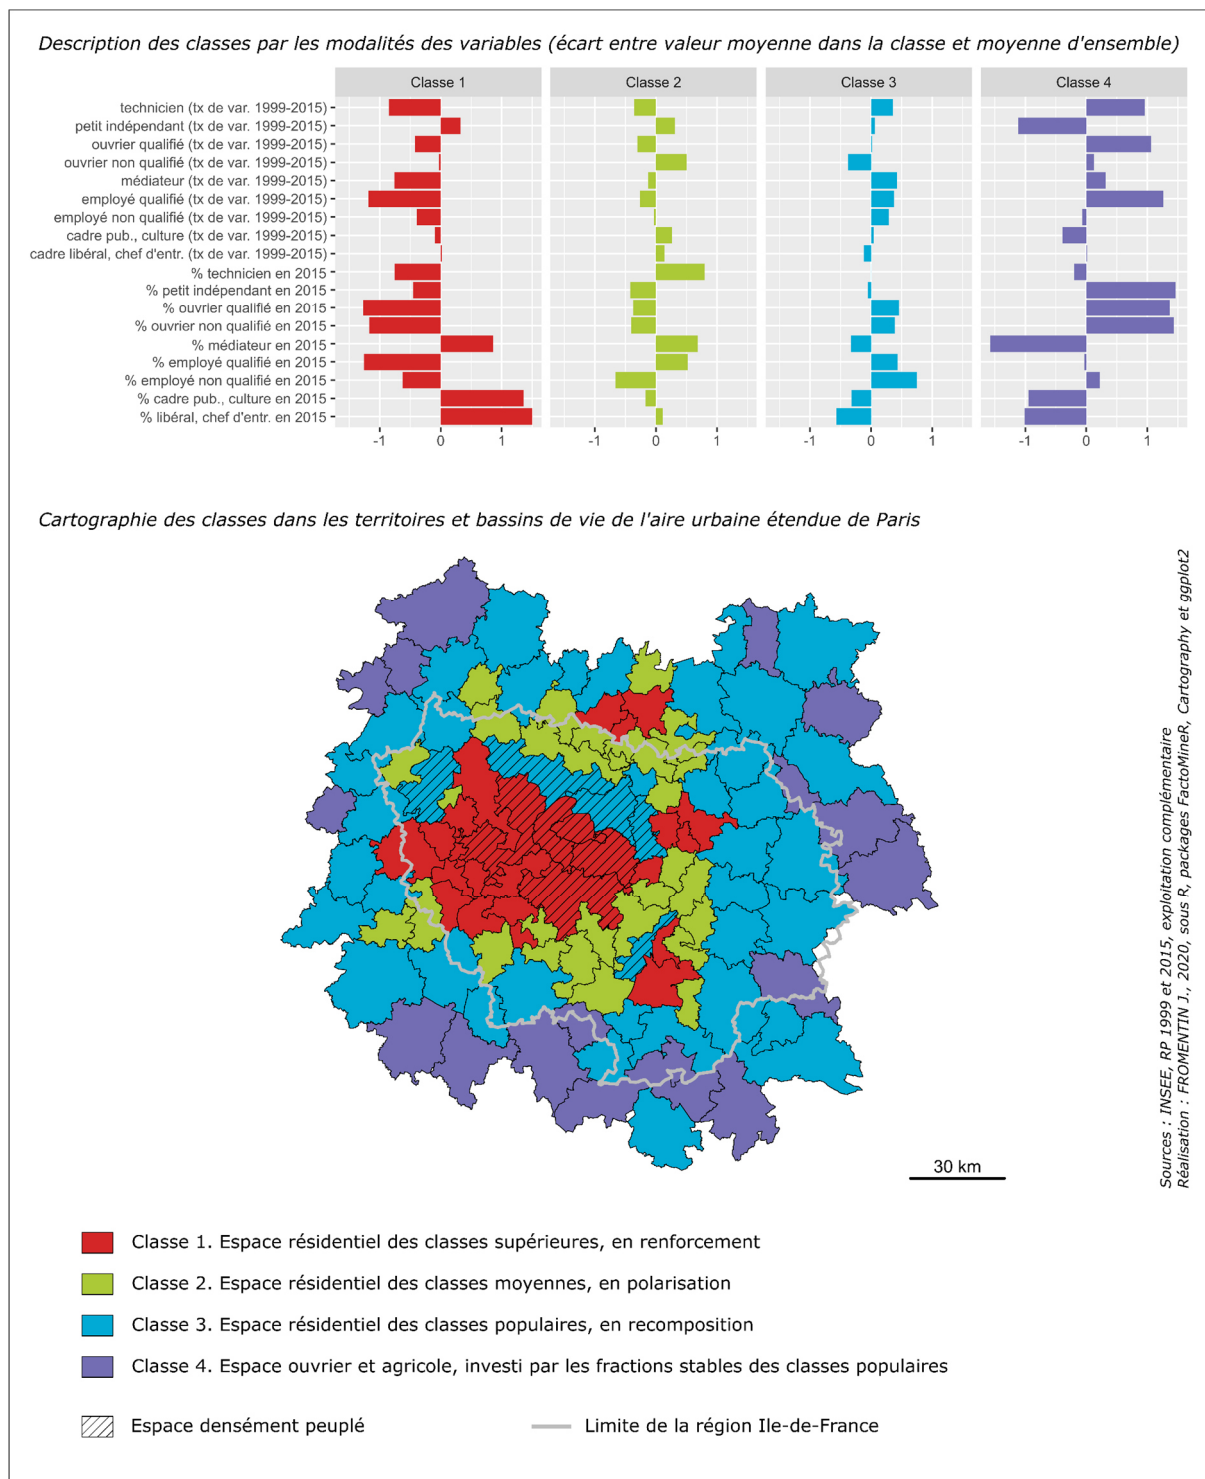 Description des classes par les modalités des variables (écart entre valeur moyenne dans la classe et moyenne d'ensemble)
Classe 1
Classe 2
Classe 3
Classe 4
technicien (tx de var. 1999-2015)
petit indépendant (tx de var. 1999-2015)
ouvrier qualifié (tx de var. 1999-2015)
ouvrier non qualifié (tx de var. 1999-2015)
médiateur (tx de var. 1999-2015)
employé qualifié (tx de var. 1999-2015)
employé non qualifié (tx de var. 1999-2015)
cadre pub., culture (tx de var. 1999-2015)
cadre libéral, chef d'entr. (tx de var. 1999-2015)
% technicien en 2015
% petit indépendant en 2015
% ouvrier qualifié en 2015
% ouvrier non qualifié en 2015
% médiateur en 2015
% employé qualifié en 2015
% employé non qualifié en 2015
% cadre pub., culture en 2015
% libéral, chef d'entr. en 2015
-1 0 1 -1 0 1 -1 0 1 -1 0 1
Cartographie des classes dans les territoires et bassins de vie de l'aire urbaine étendue de Paris
30 km
Sources : INSEE, RP 1999 et 2015, exploitation complémentaire
Réalisation : FROMENTIN J., 2020, sous R, packages FactoMineR, Cartography et ggplot2
Classe 1. Espace résidentiel des classes supérieures, en renforcement
Classe 2. Espace résidentiel des classes moyennes, en polarisation
Classe 3. Espace résidentiel des classes populaires, en recomposition
Classe 4. Espace ouvrier et agricole, investi par les fractions stables des classes populaires
Espace densément peuplé
Limite de la région Ile-de-France